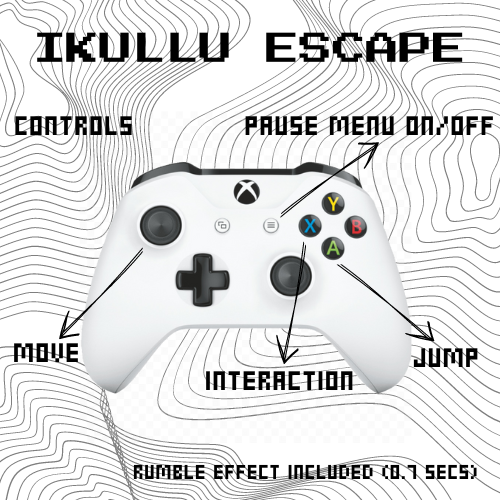 IKULLU ESCAPE
CONTROLS
PAUSE MENU ON/OFF
Y
X
B
A
MOVE
JUMP
INTERACTION
RUMBLE EFFECT INCLUDED (0.7 SECS)